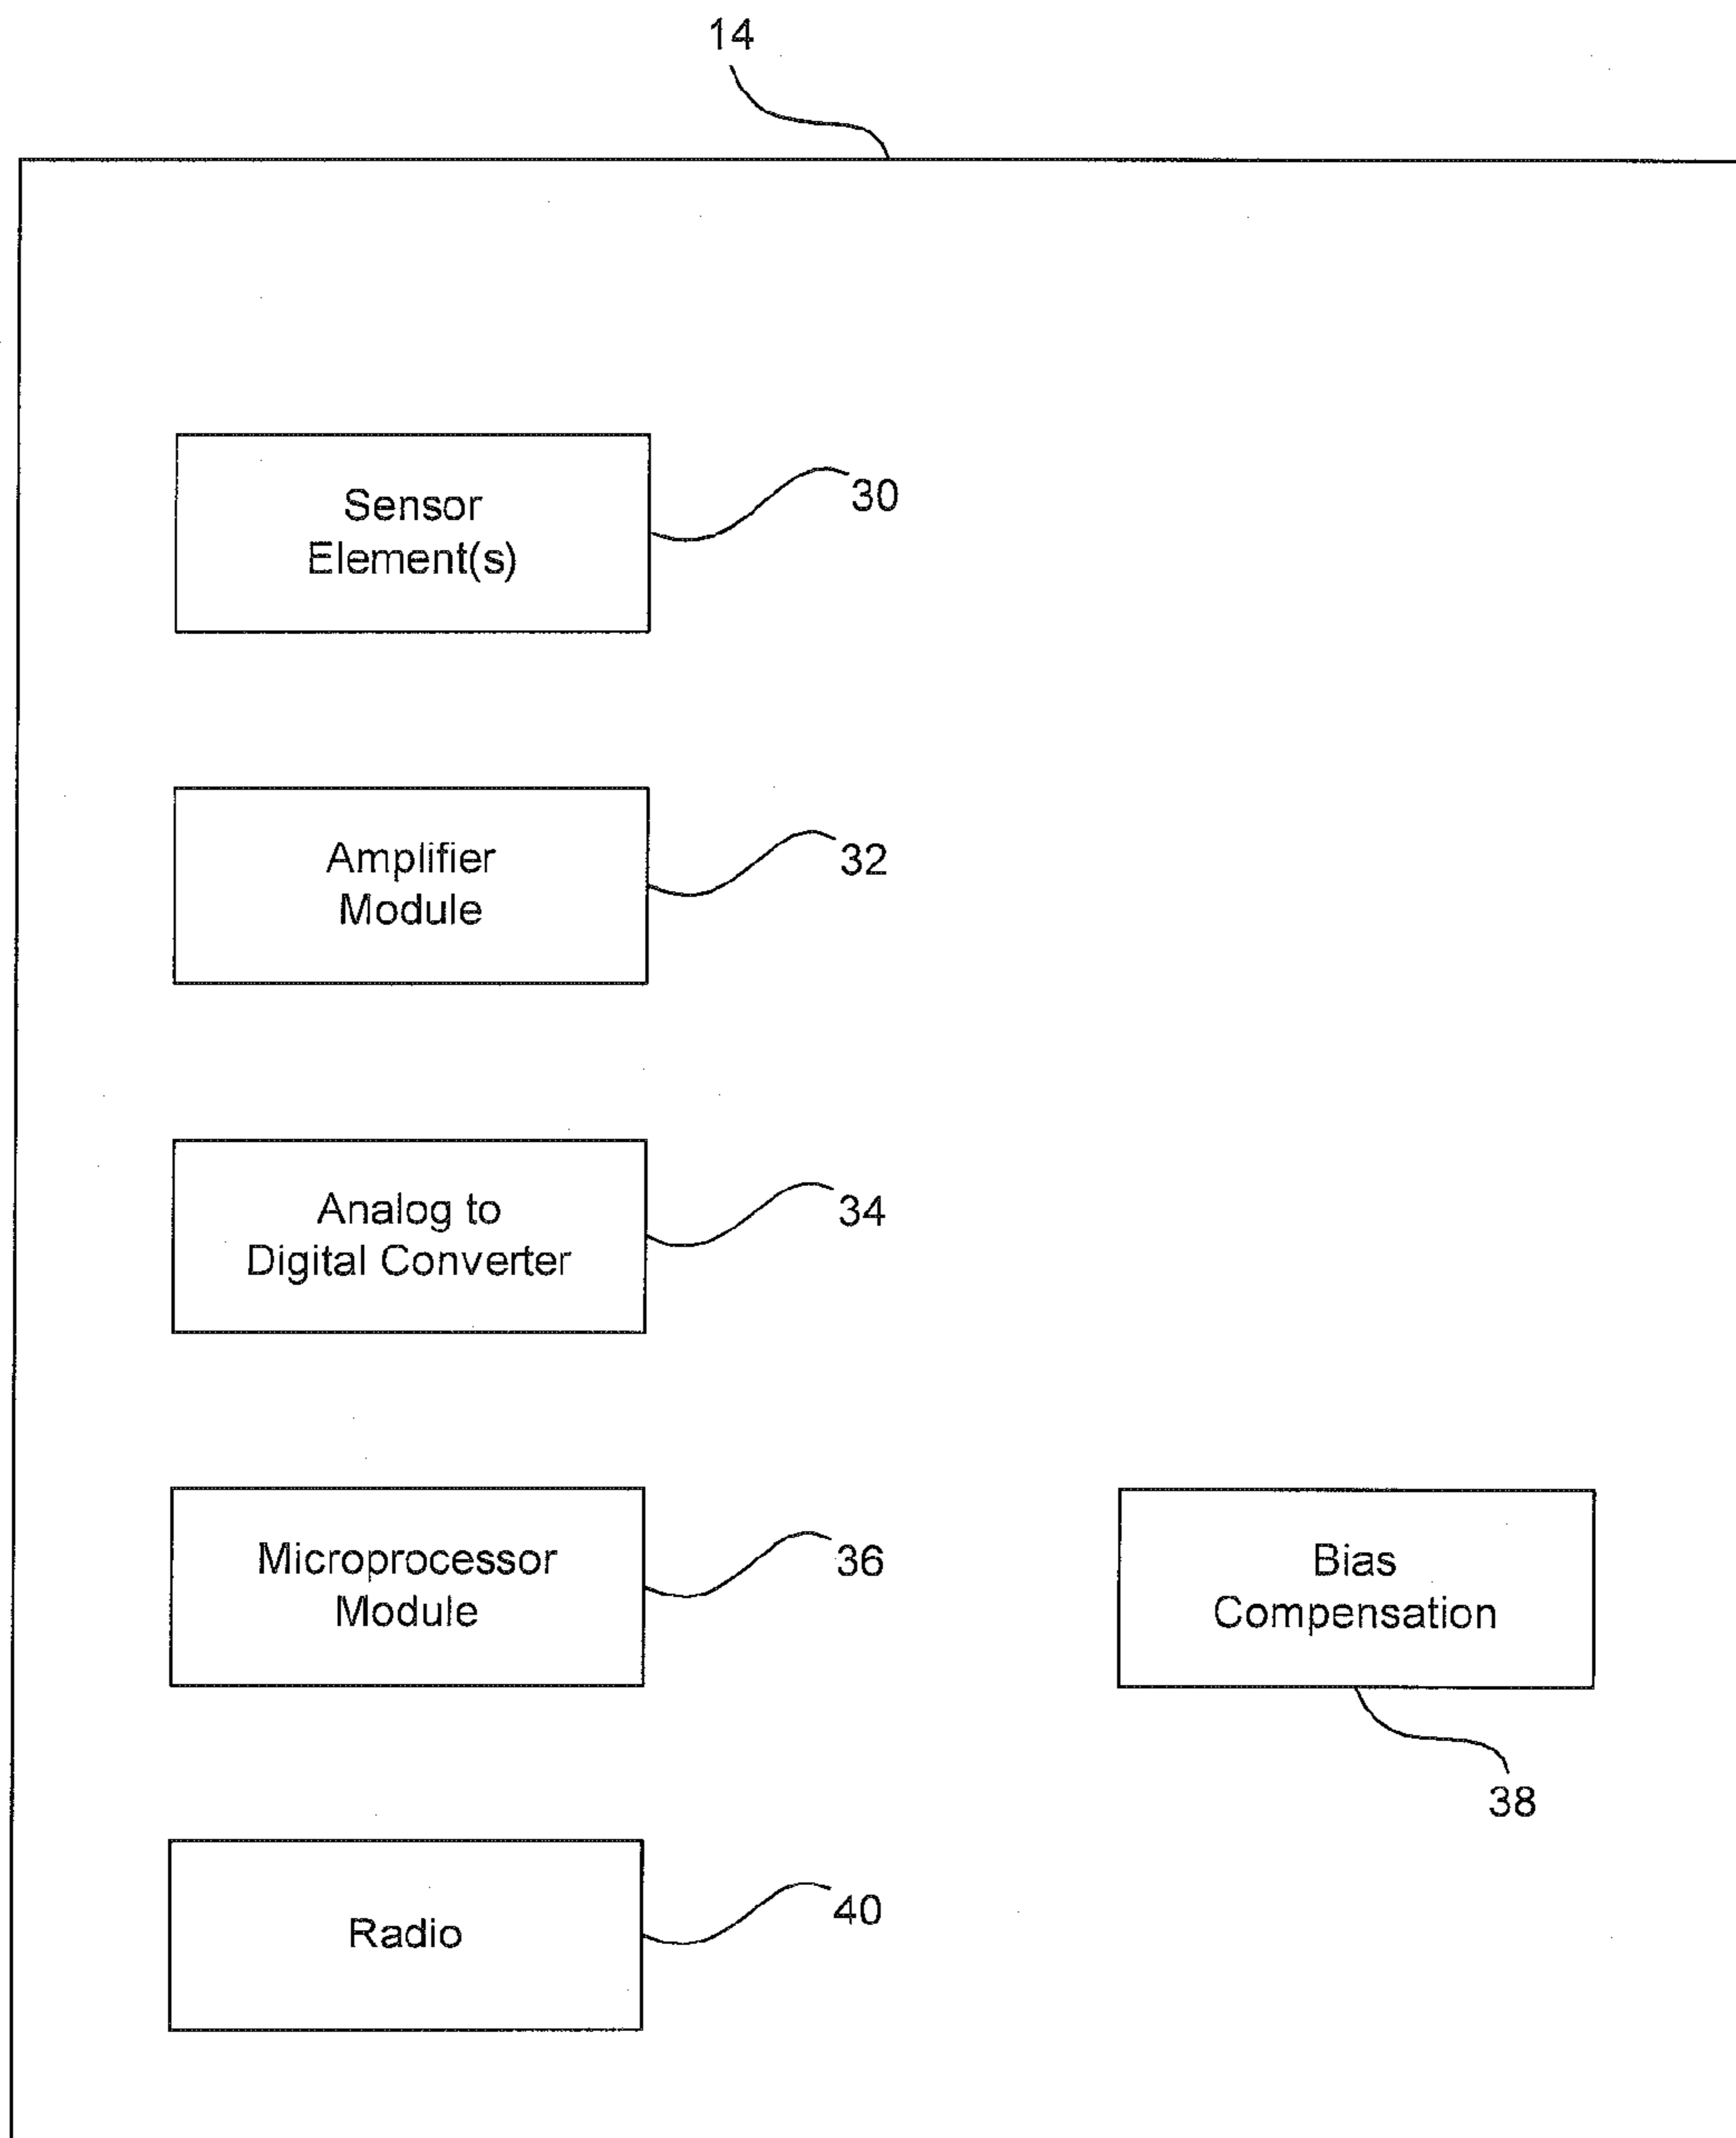 14
Sensor
Element(s)
30
Amplifier
Module
32
Analog to
Digital Converter
34
Microprocessor
Module
36
Bias
Compensation
38
Radio
40